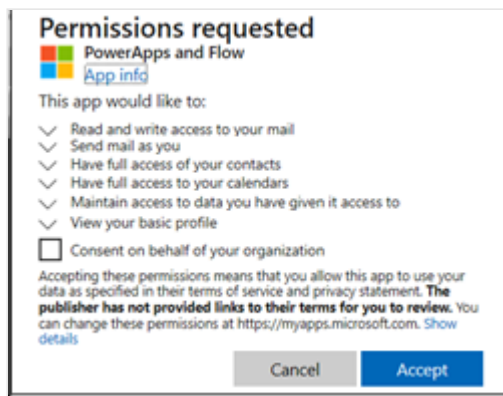 Permissions requested
PowerApps and Flow
App info
This app would like to:
Read and write access to your mail
Send mail as you
Have full access of your contacts
Have full access to your calendars
Maintain access to data you have given it access to
View your basic profile
Consent on behalf of your organization
Accepting these permissions means that you allow this app to use your
data as specified in their terms of service and privacy statement. The
publisher has not provided links to their terms for you to review. You
can change these permissions at https://myapps.microsoft.com. Show
details
Cancel Accept